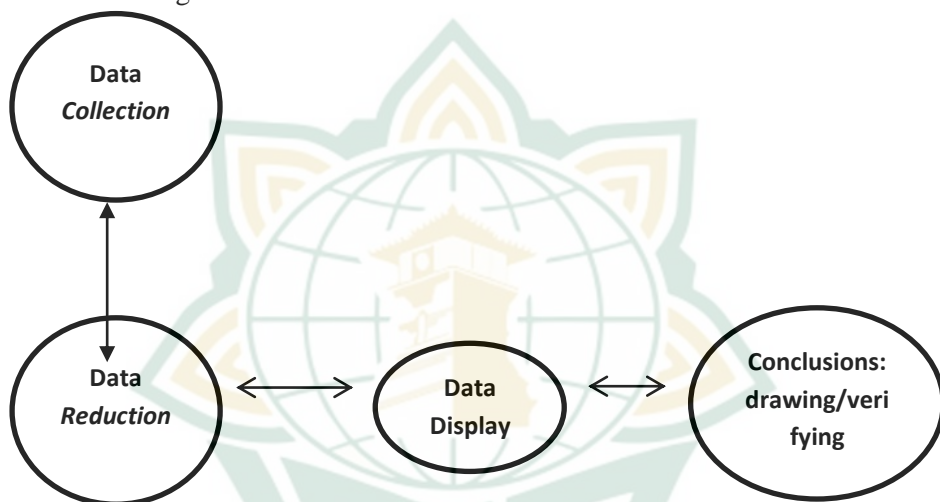 Data
Collection
Data
Reduction
Data
Display
Conclusions:
drawing/veri
fying